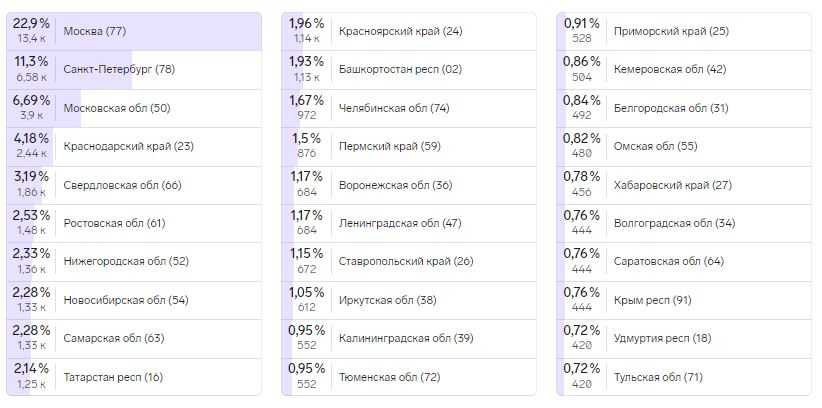 22,9 %
13,4 к
Москва (77)
11,3 %
6,58 к
Санкт-Петербург (78)
6,69 %
3,9 к
Московская обл (50)
4,18 %
2,44 к
Краснодарский край (23)
3,19 %
1,86 к
Свердловская обл (66)
2,53 %
1,48 к
Ростовская обл (61)
2,33 %
1,36 к
Нижегородская обл (52)
2,28 %
1,33 к
Новосибирская обл (54)
2,28 %
1,33 к
Самарская обл (63)
2,14 %
1,25 к
Татарстан респ (16)
1,96 %
1,14 к
Красноярский край (24)
1,93 %
1,13 к
Башкортостан респ (02)
1,67 %
972
Челябинская обл (74)
1,5 %
876
Пермский край (59)
1,17 %
684
Воронежская обл (36)
1,17 %
684
Ленинградская обл (47)
1,15 %
672
Ставропольский край (26)
1,05 %
612
Иркутская обл (38)
0,95 %
552
Калининградская обл (39)
0,95 %
552
Тюменская обл (72)
0,91 %
528
Приморский край (25)
0,86 %
504
Кемеровская обл (42)
0,84 %
492
Белгородская обл (31)
0,82 %
480
Омская обл (55)
0,78 %
456
Хабаровский край (27)
0,76 %
444
Волгоградская обл (34)
0,76 %
444
Саратовская обл (64)
0,76 %
444
Крым респ (91)
0,72 %
420
Удмуртия респ (18)
0,72 %
420
Тульская обл (71)